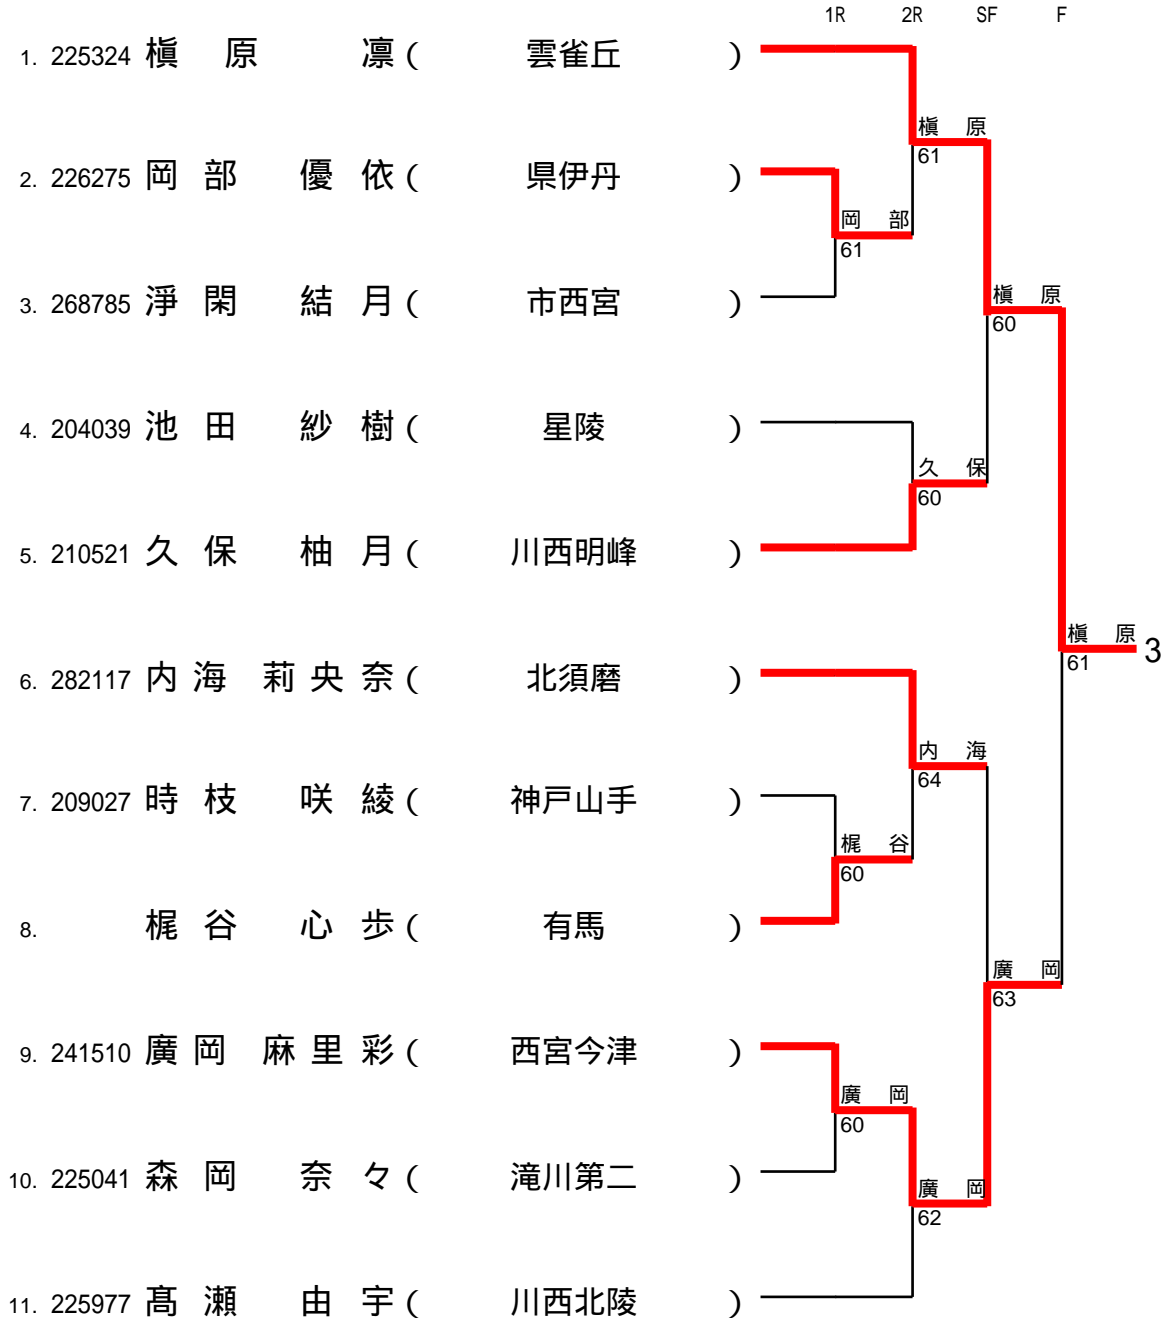 1R 2R SF F
1. 225324 槇原 凛 ( 雲雀丘 )
槇原
61
2. 226275 岡部 優依 ( 県伊丹 )
岡部
61
3. 268785 淨閑 結月 ( 市西宮 )
槇原
60
4. 204039 池田 紗樹 ( 星陵 )
久保
60
5. 210521 久保 柚月 ( 川西明峰 )
槇原 3
61
6. 282117 内海 莉央奈 ( 北須磨 )
内海
64
7. 209027 時枝 咲綾 ( 神戸山手 )
梶谷
60
8. 梶谷 心歩 ( 有馬 )
廣岡
63
9. 241510 廣岡 麻里彩 ( 西宮今津 )
廣岡
60
10. 225041 森岡 奈々 ( 滝川第二 )
廣岡
62
11. 225977 髙瀬 由宇 ( 川西北陵 )